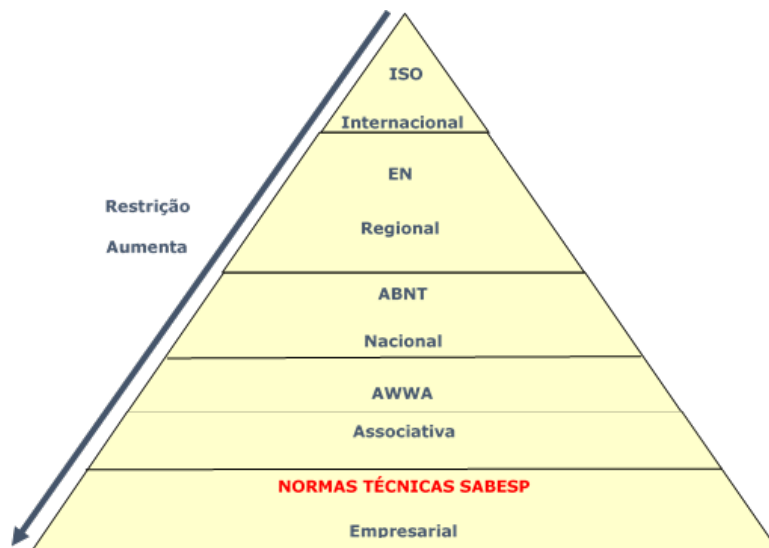 ISO
Internacional
EN
Restrição
Regional
Aumenta
ABNT
Nacional
AWWA
Associativa
NORMAS TÉCNICAS SABESP
Empresarial